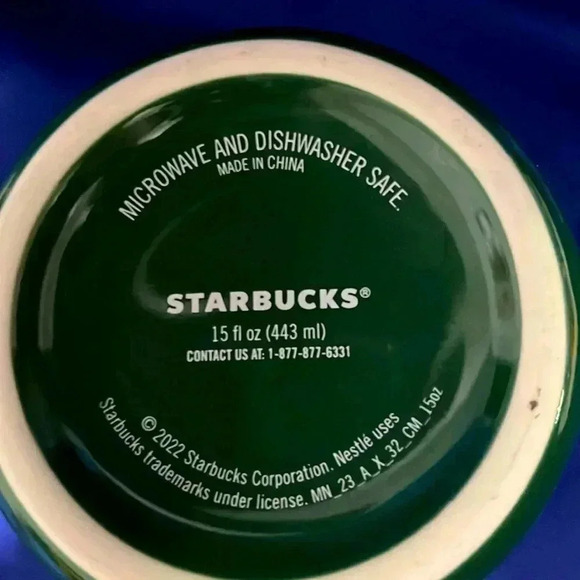 MICROWAVE AND DISHWASHER SAFE.
MADE IN CHINA
STARBUCKS®
15 fl oz (443 ml)
CONTACT US AT: 1-877-877-6331
© 2022 Starbucks Corporation. Nestlé uses
Starbucks trademarks under license. MN_23_A_X_32_CM_15oz